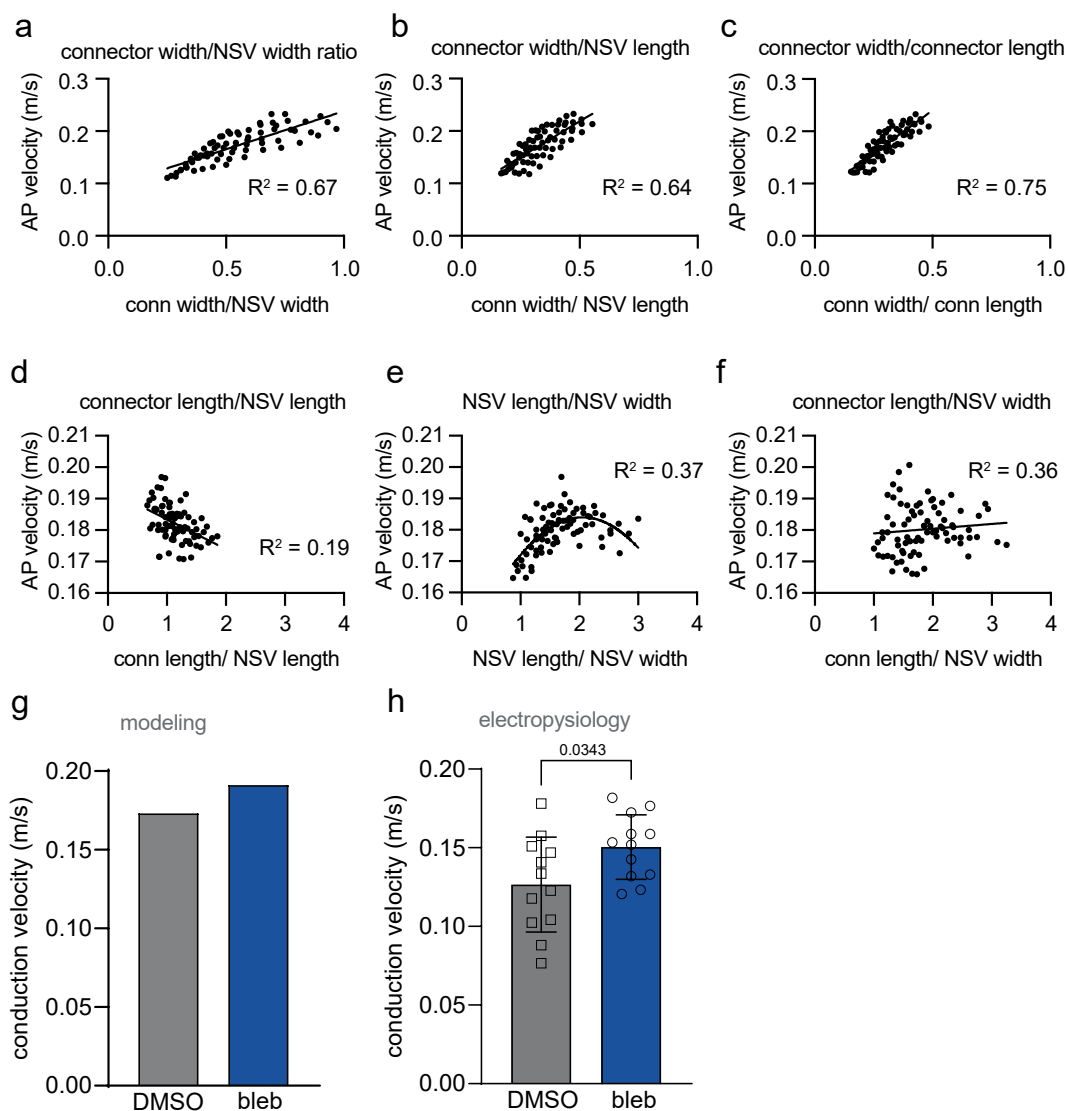 a
connector width/NSV width ratio
AP velocity (m/s)
0.3
0.2
0.1
0.0
R² = 0.67
0.0 0.5 1.0
conn width/NSV width
b
connector width/NSV length
AP velocity (m/s)
0.3
0.2
0.1
0.0
R² = 0.64
0.0 0.5 1.0
conn width/ NSV length
c
connector width/connector length
AP velocity (m/s)
0.3
0.2
0.1
0.0
R² = 0.75
0.0 0.5 1.0
conn width/ conn length
d
connector length/NSV length
AP velocity (m/s)
0.21
0.20
0.19
0.18
0.17
0.16
R² = 0.19
0 1 2 3 4
conn length/ NSV length
e
NSV length/NSV width
AP velocity (m/s)
0.21
0.20
0.19
0.18
0.17
0.16
R² = 0.37
0 1 2 3 4
NSV length/ NSV width
f
connector length/NSV width
AP velocity (m/s)
0.21
0.20
0.19
0.18
0.17
0.16
R² = 0.36
0 1 2 3 4
conn length/ NSV width
g
modeling
conduction velocity (m/s)
0.20
0.15
0.10
0.05
0.00
DMSO bleb
h
electropysiology
0.0343
conduction velocity (m/s)
0.20
0.15
0.10
0.05
0.00
DMSO bleb